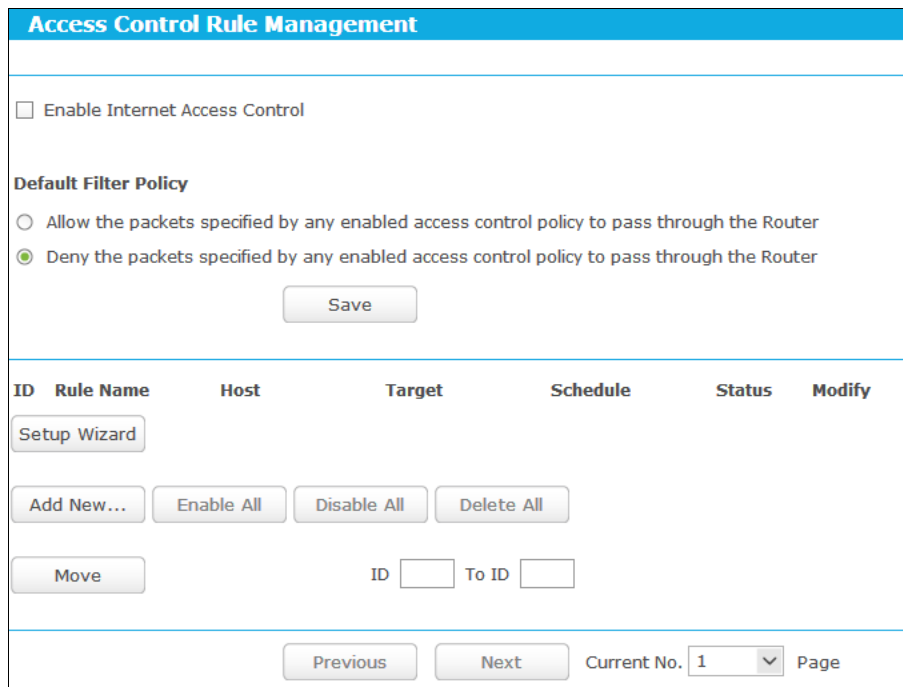 Access Control Rule Management
Enable Internet Access Control
Default Filter Policy
Allow the packets specified by any enabled access control policy to pass through the Router
Deny the packets specified by any enabled access control policy to pass through the Router
Save
ID Rule Name Host Target Schedule Status Modify
Setup Wizard
Add New... Enable All Disable All Delete All
Move ID To ID
Previous Next Current No. 1 Page